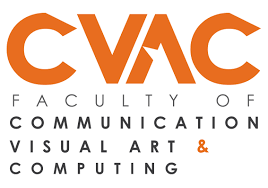 CVAC
FACULTY OF
COMMUNICATION
VISUAL ART &
COMPUTING